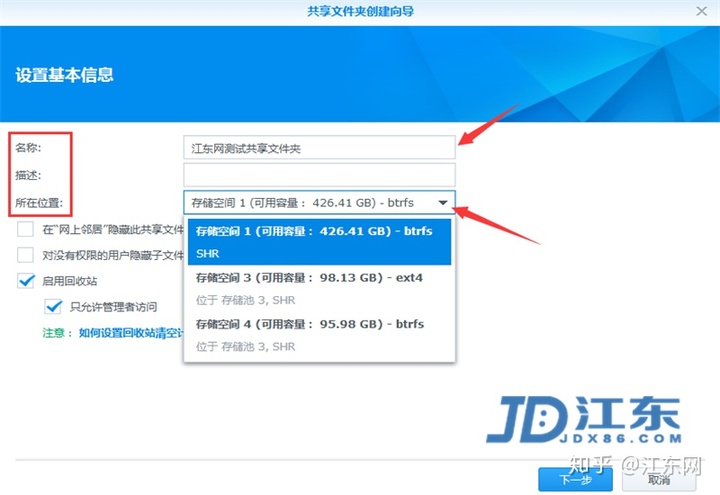 共享文件夹创建向导
设置基本信息
名称:
江东网测试共享文件夹
描述:
所在位置:
存储空间 1 (可用容量: 426.41 GB) - btrfs
存储空间 1 (可用容量: 426.41 GB) - btrfs
SHR
存储空间 3 (可用容量: 98.13 GB) - ext4
位于 存储池 3, SHR
存储空间 4 (可用容量: 95.98 GB) - btrfs
位于 存储池 3, SHR
在"网上邻居"隐藏此共享文件
对没有权限的用户隐藏子文件
启用回收站
只允许管理者访问
注意: 如何设置回收站清空计
JD江东
JDX86.COM
知乎 @江东网
下一步
取消